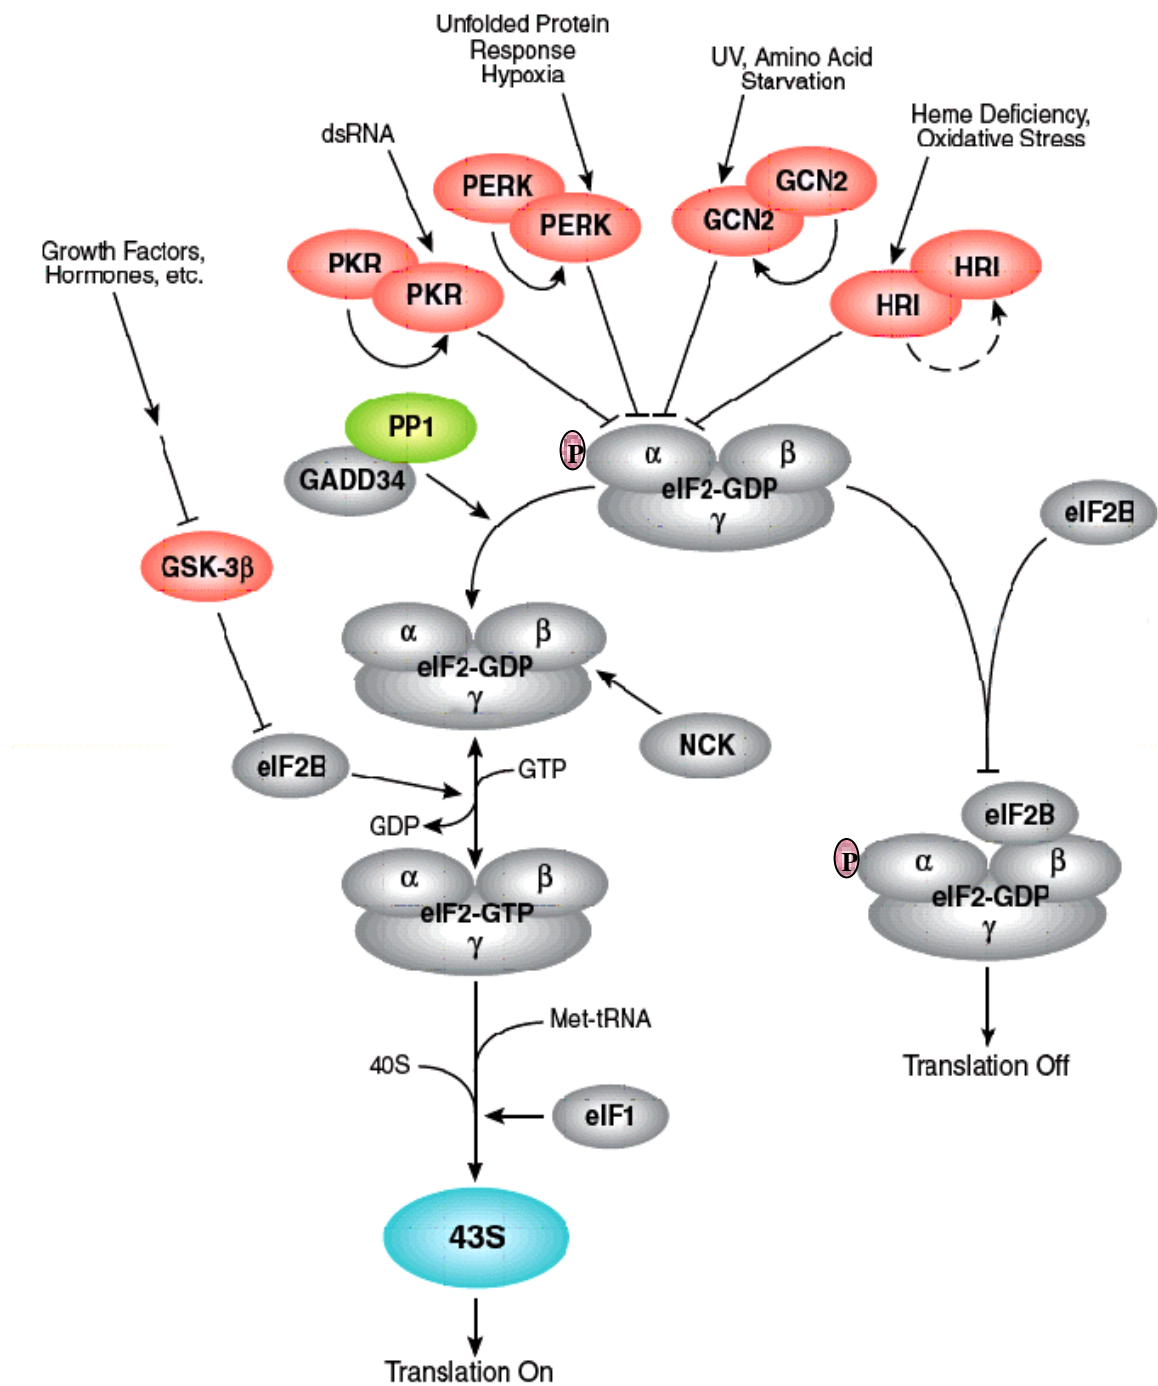 Unfolded Protein
Response
Hypoxia
UV, Amino Acid
Starvation
Heme Deficiency,
Oxidative Stress
dsRNA
PERK
PERK
GCN2
GCN2
PKR
PKR
HRI
HRI
Growth Factors,
Hormones, etc.
PP1
GADD34
P
α
β
eIF2-GDP
γ
eIF2B
GSK-3β
α
β
eIF2-GDP
γ
NCK
eIF2B
GTP
GDP
eIF2B
P
α
β
eIF2-GDP
γ
α
β
eIF2-GTP
γ
Met-tRNA
40S
eIF1
Translation Off
43S
Translation On